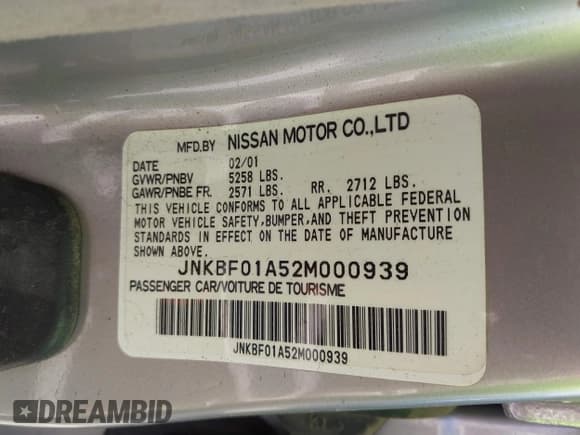 MFD.BY NISSAN MOTOR CO.,LTD
DATE 02/01
GVWR/PNBV 5258 LBS.
GAWR/PNBE FR. 2571 LBS. RR. 2712 LBS.
THIS VEHICLE CONFORMS TO ALL APPLICABLE FEDERAL
MOTOR VEHICLE SAFETY,BUMPER,AND THEFT PREVENTION
STANDARDS IN EFFECT ON THE DATE OF MANUFACTURE
SHOWN ABOVE.
JNKBF01A52M000939
PASSENGER CAR/VOITURE DE TOURISME
JNKBF01A52M000939
DREAMBID